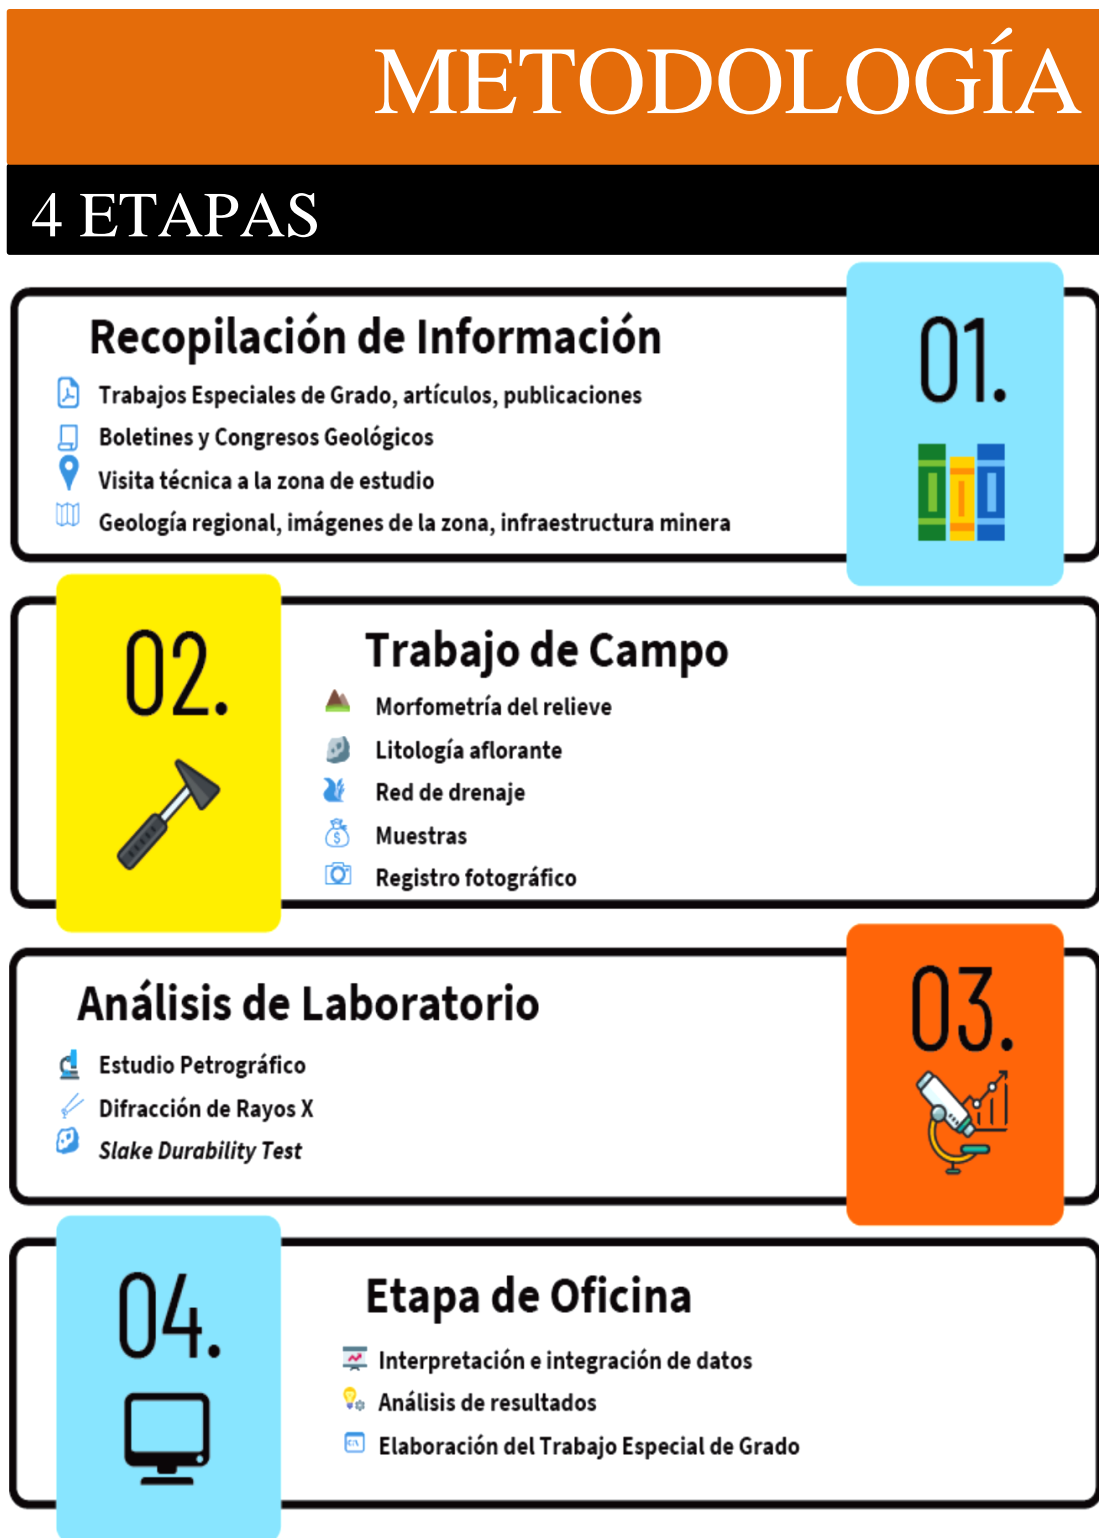 METODOLOGÍA
4 ETAPAS
Recopilación de Información
01.
Trabajos Especiales de Grado, artículos, publicaciones
Boletines y Congresos Geológicos
Visita técnica a la zona de estudio
Geología regional, imágenes de la zona, infraestructura minera
02.
Trabajo de Campo
Morfometría del relieve
Litología aflorante
Red de drenaje
Muestras
Registro fotográfico
Análisis de Laboratorio
03.
Estudio Petrográfico
Difracción de Rayos X
Slake Durability Test
04.
Etapa de Oficina
Interpretación e integración de datos
Análisis de resultados
Elaboración del Trabajo Especial de Grado